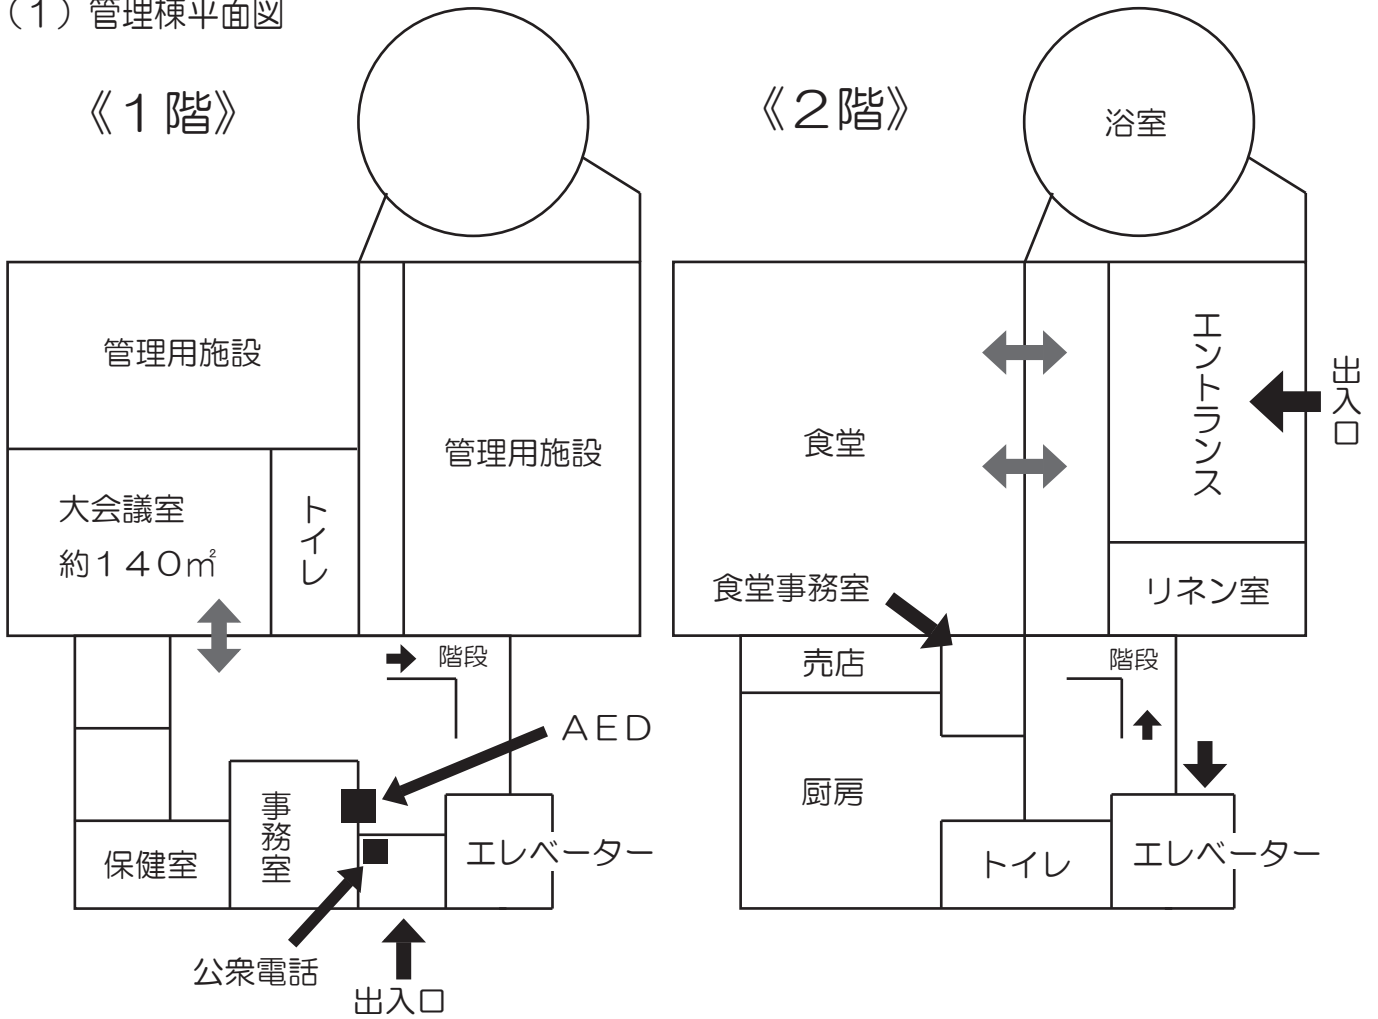 （１）管理棟平面図
《１階》
管理用施設
管理用施設
大会議室
約１４０㎡
トイレ
階段
AED
事務室
保健室
エレベーター
公衆電話
出入口
《２階》
浴室
エントランス
出入口
食堂
食堂事務室
リネン室
売店
階段
厨房
トイレ
エレベーター